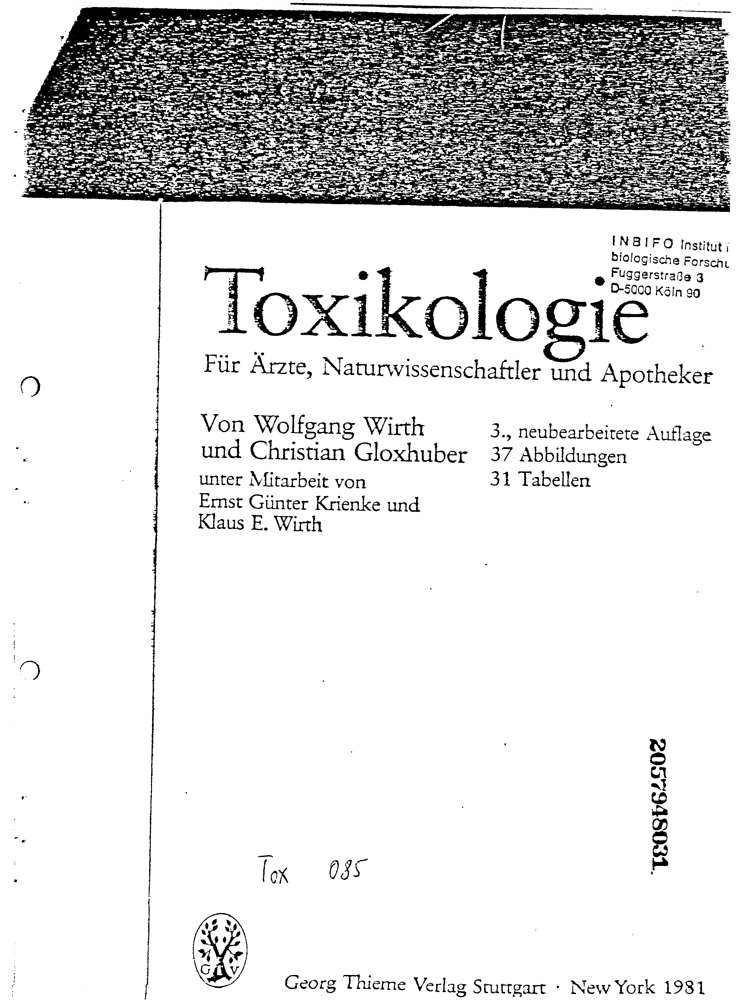 INBIFO Institut
biologische
Fuggerstraße 3
D-5000 Köln 90
Toxikologie
Für Ärzte, Naturwissenschaftler und Apotheker
Von Wolfgang Wirth
und Christian Gloxhuber
unter Mitarbeit von
Ernst Günter Krienke und
Klaus E. Wirth
3., neubearbeitete Auflage
37 Abbildungen
31 Tabellen
2057948031
Tox 085
G V
Georg Thieme Verlag Stuttgart · New York 1981